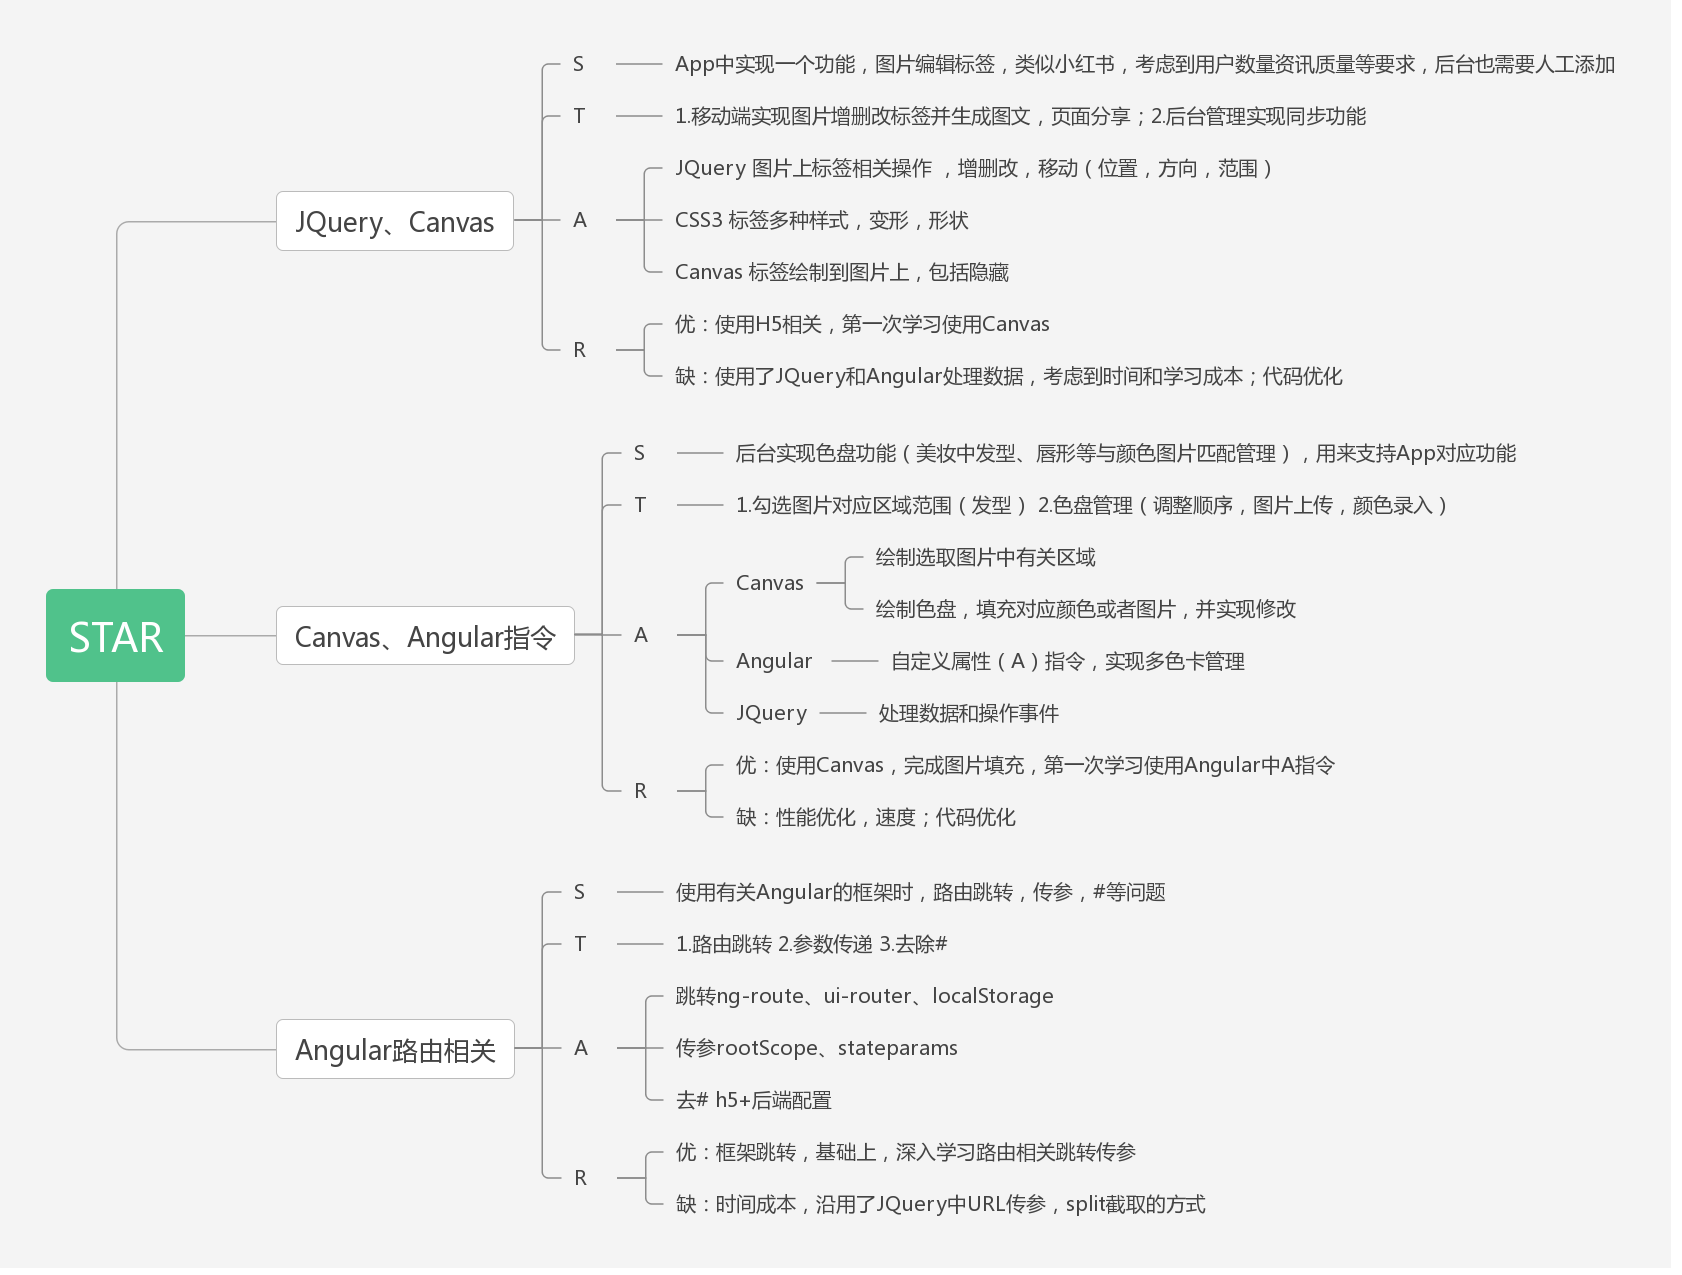 STAR
JQuery、Canvas
S
App中实现一个功能，图片编辑标签，类似小红书，考虑到用户数量资讯质量等要求，后台也需要人工添加
T
1.移动端实现图片增删改标签并生成图文，页面分享；2.后台管理实现同步功能
A
JQuery 图片上标签相关操作 ，增删改，移动（位置，方向，范围）
CSS3 标签多种样式，变形，形状
Canvas 标签绘制到图片上，包括隐藏
R
优：使用H5相关，第一次学习使用Canvas
缺：使用了JQuery和Angular处理数据，考虑到时间和学习成本；代码优化
Canvas、Angular指令
S
后台实现色盘功能（美妆中发型、唇形等与颜色图片匹配管理），用来支持App对应功能
T
1.勾选图片对应区域范围（发型） 2.色盘管理（调整顺序，图片上传，颜色录入）
A
Canvas
绘制选取图片中有关区域
绘制色盘，填充对应颜色或者图片，并实现修改
Angular
自定义属性（A）指令，实现多色卡管理
JQuery
处理数据和操作事件
R
优：使用Canvas，完成图片填充，第一次学习使用Angular中A指令
缺：性能优化，速度；代码优化
Angular路由相关
S
使用有关Angular的框架时，路由跳转，传参，#等问题
T
1.路由跳转 2.参数传递 3.去除#
A
跳转ng-route、ui-router、localStorage
传参rootScope、stateparams
去# h5+后端配置
R
优：框架跳转，基础上，深入学习路由相关跳转传参
缺：时间成本，沿用了JQuery中URL传参，split截取的方式